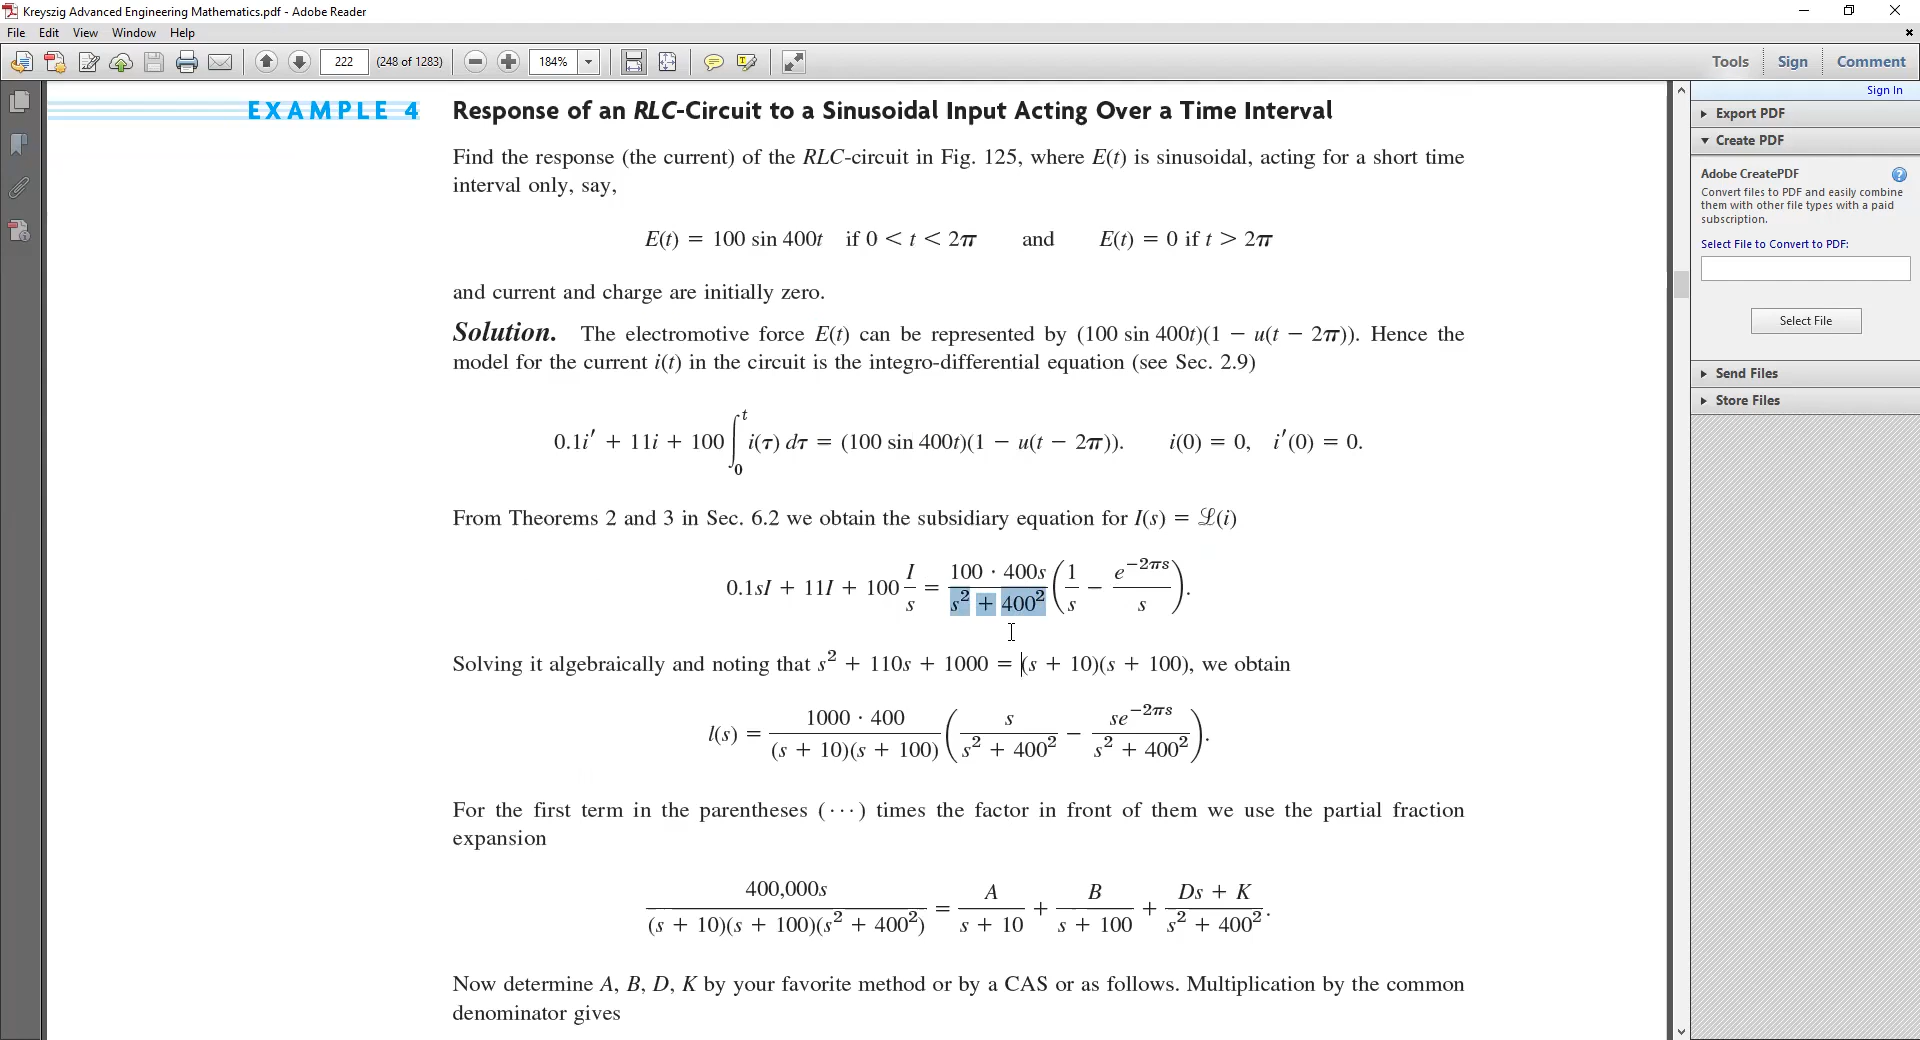 Kreyszig Advanced Engineering Mathematics.pdf - Adobe Reader
File Edit View Window Help
222 (248 of 1283) 184% Tools Sign Comment
Sign In
Export PDF
Create PDF
Adobe CreatePDF
Convert files to PDF and easily combine
them with other file types with a paid
subscription.
Select File to Convert to PDF:
Select File
Send Files
Store Files
EXAMPLE 4 Response of an RLC-Circuit to a Sinusoidal Input Acting Over a Time Interval
Find the response (the current) of the RLC-circuit in Fig. 125, where E(t) is sinusoidal, acting for a short time
interval only, say,
E(t) = 100 sin 400t if 0 < t < 2π and E(t) = 0 if t > 2π
and current and charge are initially zero.
Solution. The electromotive force E(t) can be represented by (100 sin 400t)(1 − u(t − 2π)). Hence the
model for the current i(t) in the circuit is the integro-differential equation (see Sec. 2.9)
0.1i′ + 11i + 100 ∫₀ᵗ i(τ) dτ = (100 sin 400t)(1 − u(t − 2π)). i(0) = 0, i′(0) = 0.
From Theorems 2 and 3 in Sec. 6.2 we obtain the subsidiary equation for I(s) = ℒ(i)
0.1sI + 11I + 100 I/s = 100 · 400s/(s² + 400²) (1/s − e^(−2πs)/s).
Solving it algebraically and noting that s² + 110s + 1000 = (s + 10)(s + 100), we obtain
l(s) = 1000 · 400/((s + 10)(s + 100)) (s/(s² + 400²) − se^(−2πs)/(s² + 400²)).
For the first term in the parentheses (···) times the factor in front of them we use the partial fraction
expansion
400,000s/((s + 10)(s + 100)(s² + 400²)) = A/(s + 10) + B/(s + 100) + (Ds + K)/(s² + 400²).
Now determine A, B, D, K by your favorite method or by a CAS or as follows. Multiplication by the common
denominator gives